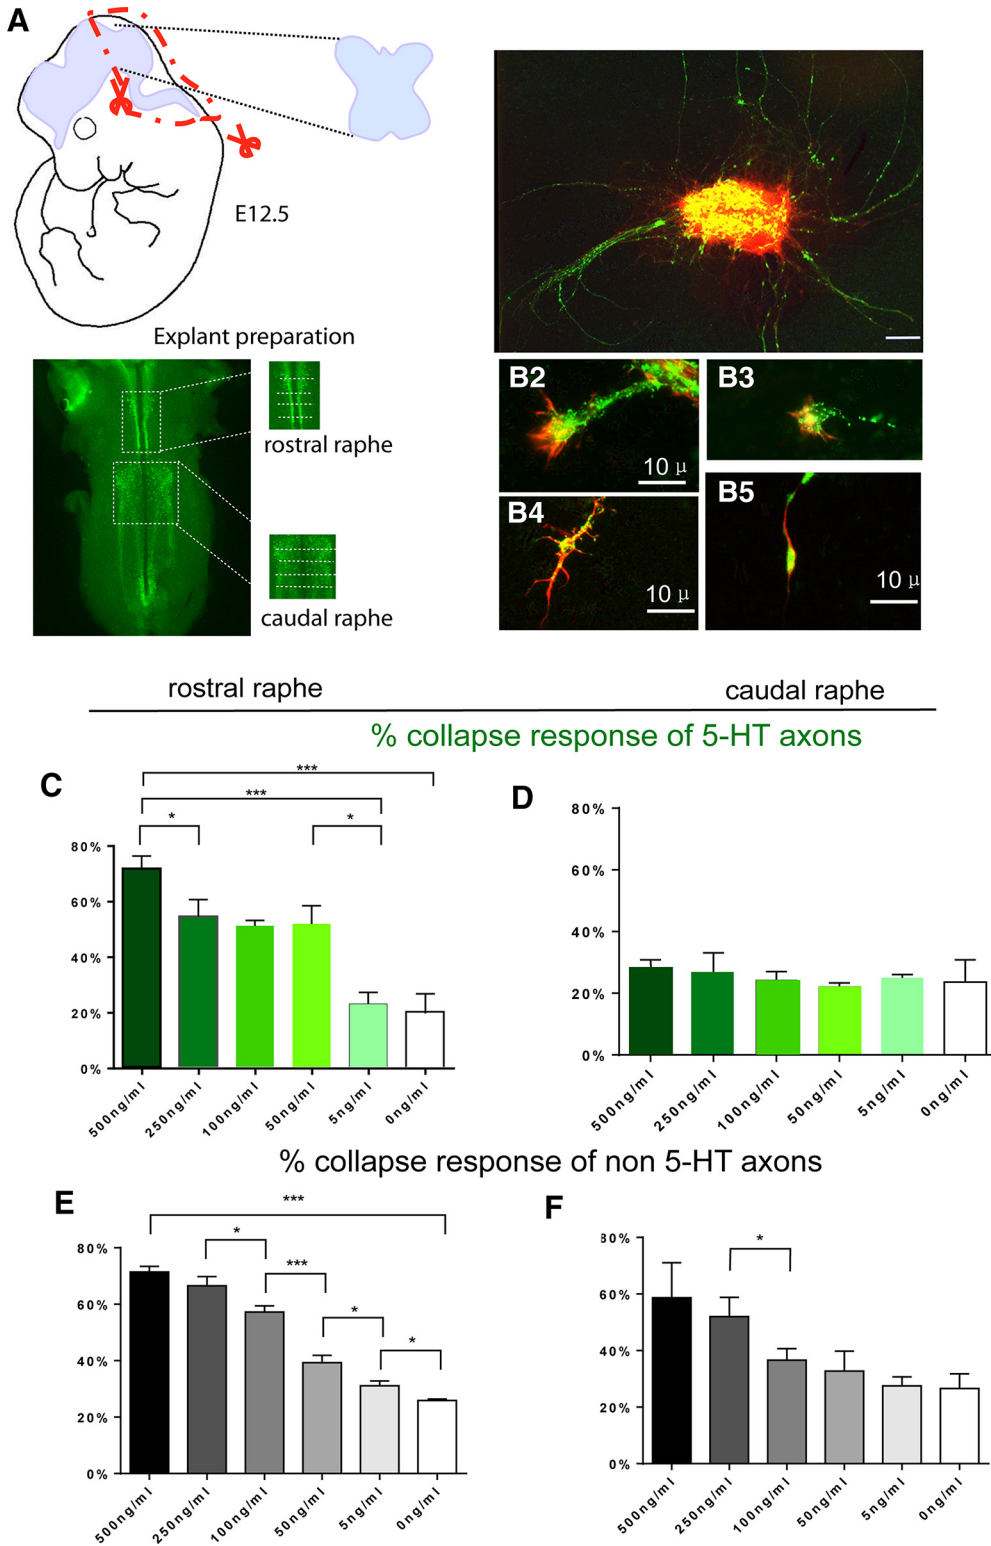 A
E12.5
Explant preparation
rostral raphe
caudal raphe
B2
10 μ
B3
B4
10 μ
B5
10 μ
rostral raphe
caudal raphe
% collapse response of 5-HT axons
C
***
***
*
*
80%
60%
40%
20%
0%
500ng/ml
250ng/ml
100ng/ml
50ng/ml
5ng/ml
0ng/ml
D
80%
60%
40%
20%
0%
500ng/ml
250ng/ml
100ng/ml
50ng/ml
5ng/ml
0ng/ml
% collapse response of non 5-HT axons
E
***
*
***
*
*
80%
60%
40%
20%
0%
500ng/ml
250ng/ml
100ng/ml
50ng/ml
5ng/ml
0ng/ml
F
*
80%
60%
40%
20%
0%
500ng/ml
250ng/ml
100ng/ml
50ng/ml
5ng/ml
0ng/ml